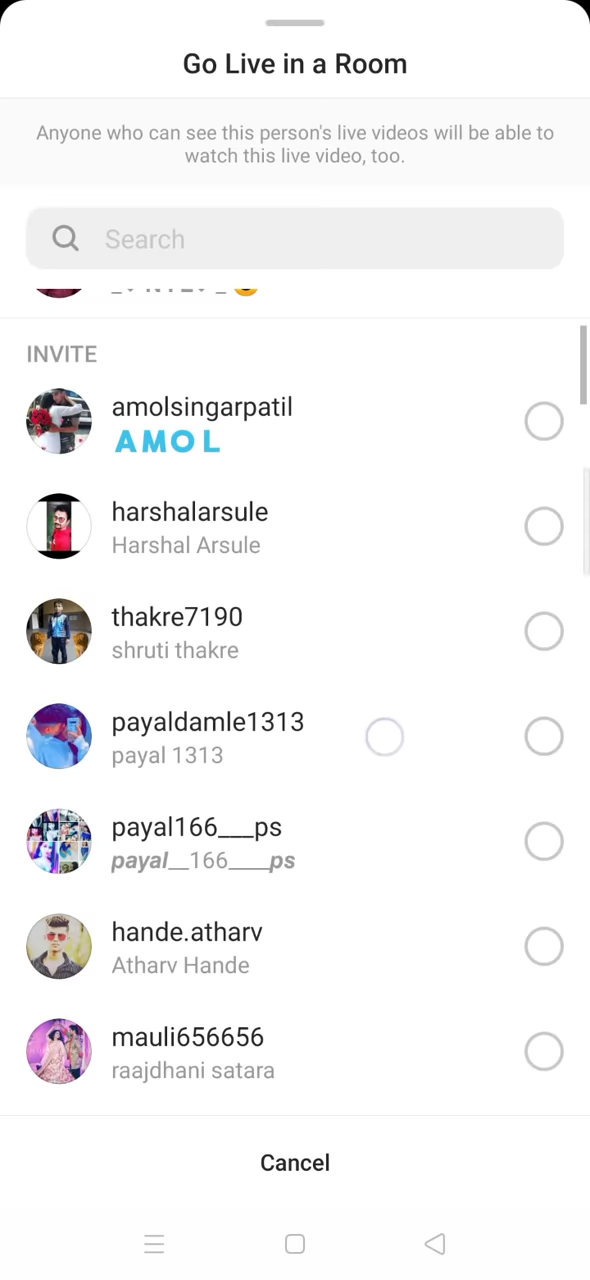 Go Live in a Room
Anyone who can see this person's live videos will be able to
watch this live video, too.
Search
INVITE
amolsingarpatil
AMOL
harshalarsule
Harshal Arsule
thakre7190
shruti thakre
payaldamle1313
payal 1313
payal166___ps
payal__166____ps
hande.atharv
Atharv Hande
mauli656656
raajdhani satara
Cancel